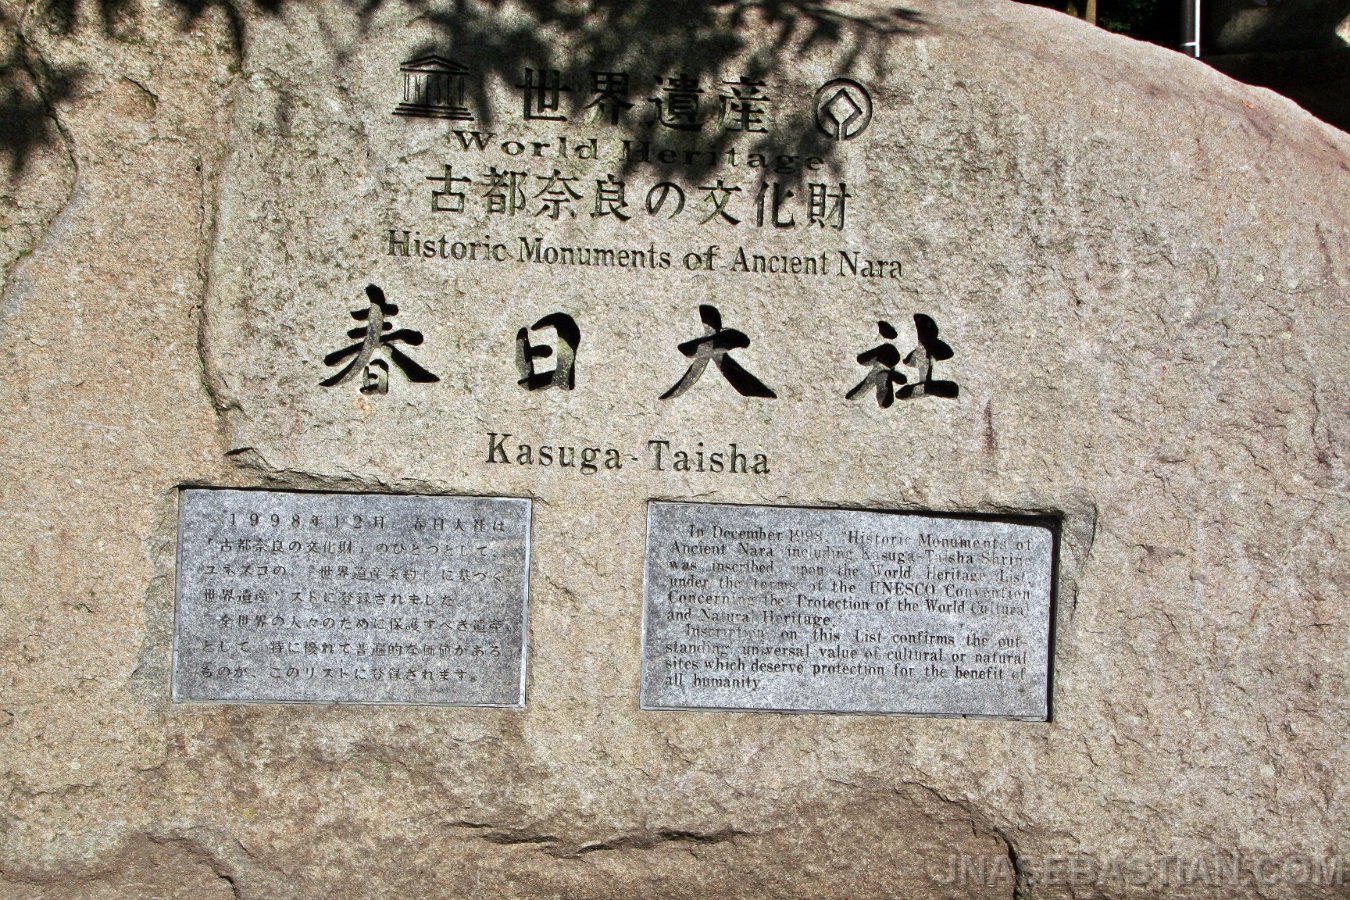 世界遺産
World Heritage
古都奈良の文化財
Historic Monuments of Ancient Nara
春日大社
Kasuga-Taisha
1998年12月、春日大社は
「古都奈良の文化財」のひとつとして、
ユネスコの「世界遺産条約」に基づく
世界遺産リストに登録されました。
全世界の人々のために保護すべき遺産
として、特に優れて普遍的な価値がある
ものが、このリストに登録されます。
In December 1998, "Historic Monuments of
Ancient Nara including Kasuga-Taisha Shrine"
was inscribed upon the World Heritage List
under the terms of the UNESCO Convention
Concerning the Protection of the World Cultural
and Natural Heritage.
Inscription on this List confirms the out-
standing universal value of cultural or natural
sites which deserve protection for the benefit of
all humanity.
JNASEBASTIAN.COM